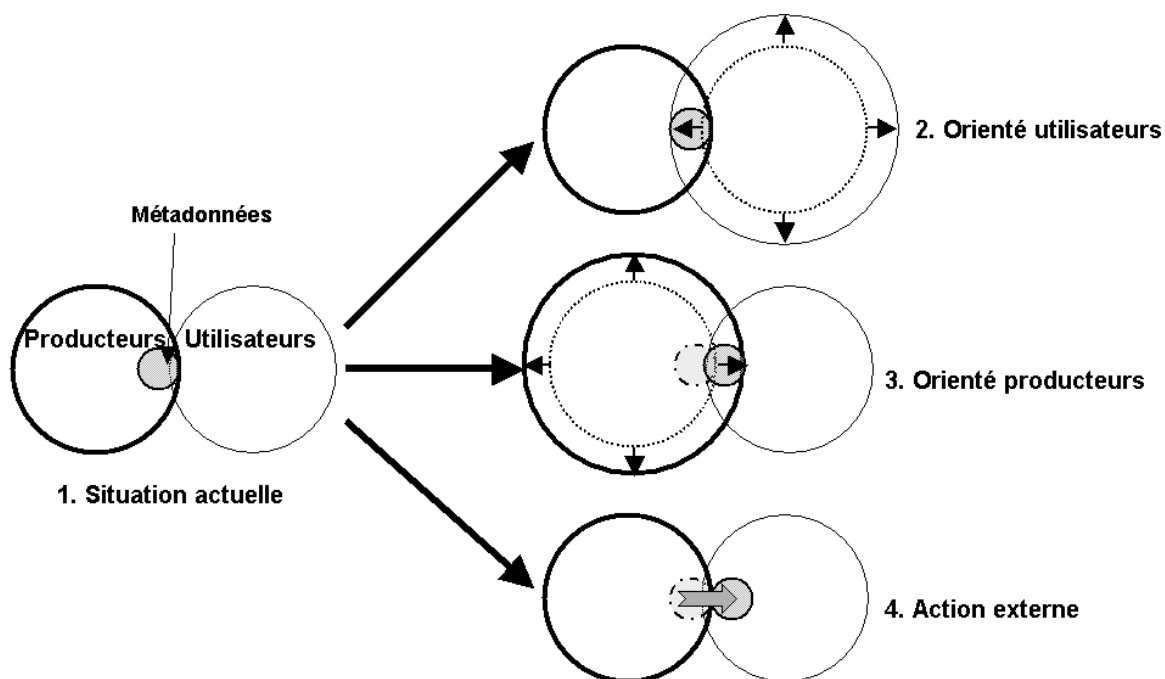 2. Orienté utilisateurs
Métadonnées
Producteurs Utilisateurs
3. Orienté producteurs
1. Situation actuelle
4. Action externe